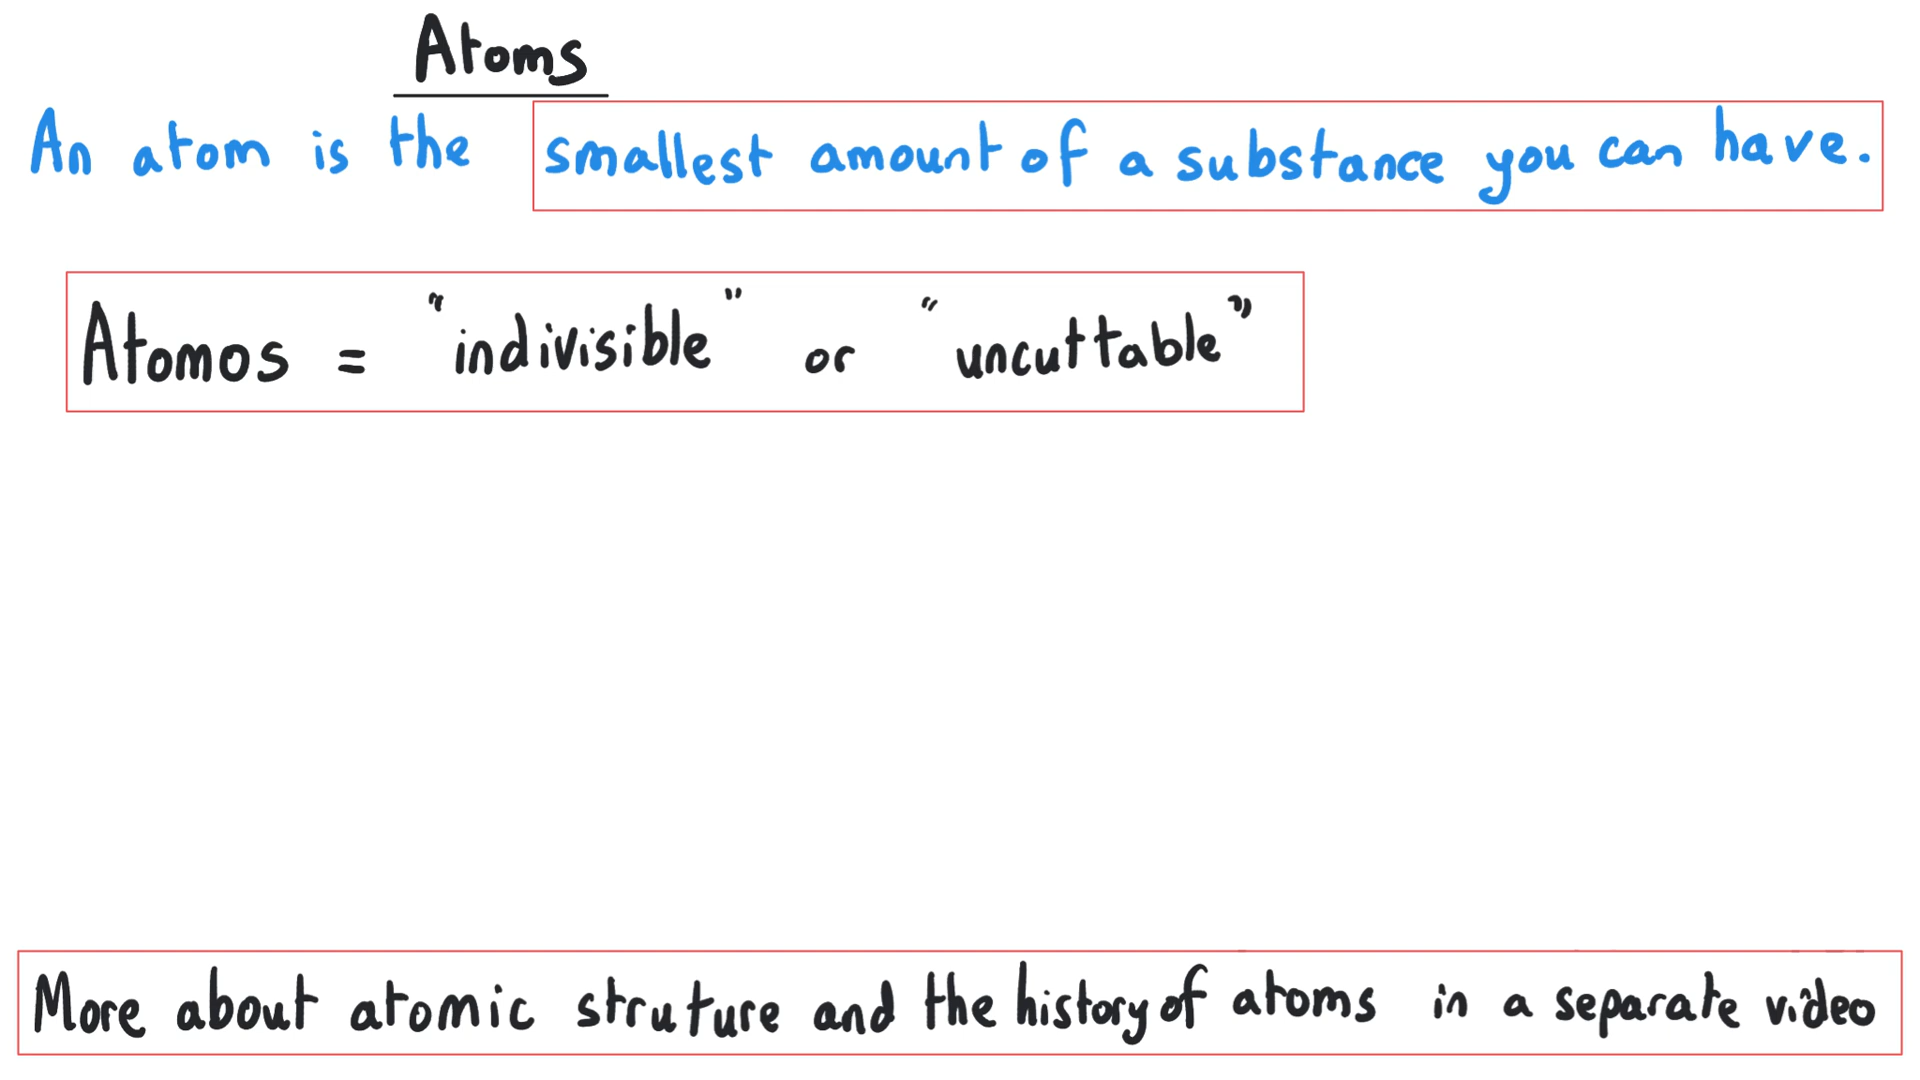 Atoms
An atom is the smallest amount of a substance you can have.
Atomos = "indivisible" or "uncuttable"
More about atomic struture and the history of atoms in a separate video